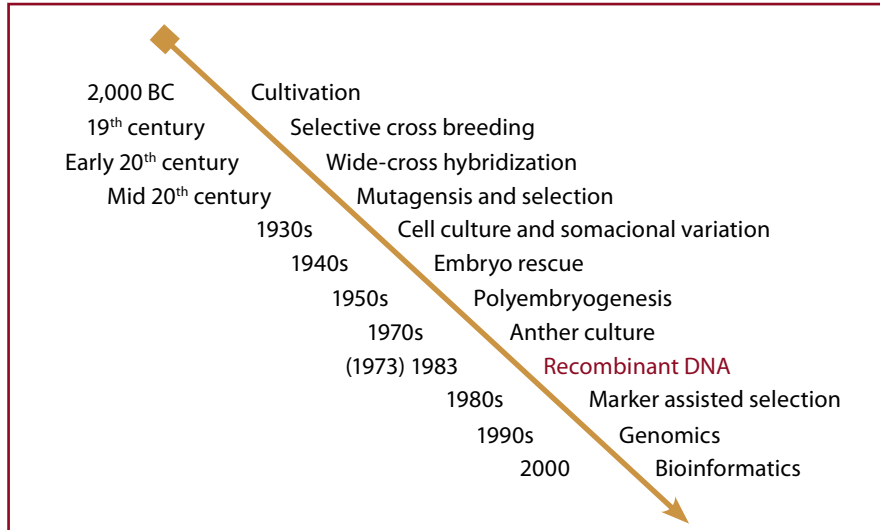 2,000 BC Cultivation
19th century Selective cross breeding
Early 20th century Wide-cross hybridization
Mid 20th century Mutagensis and selection
1930s Cell culture and somacional variation
1940s Embryo rescue
1950s Polyembryogenesis
1970s Anther culture
(1973) 1983 Recombinant DNA
1980s Marker assisted selection
1990s Genomics
2000 Bioinformatics